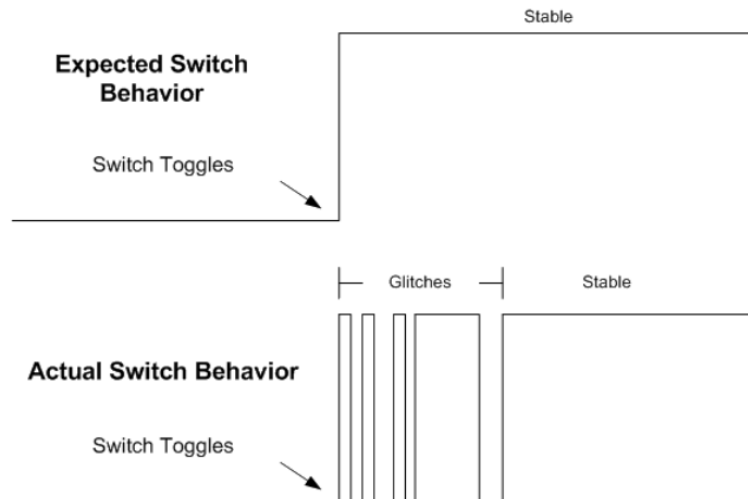 Stable
Expected Switch
Behavior
Switch Toggles
Glitches
Stable
Actual Switch Behavior
Switch Toggles